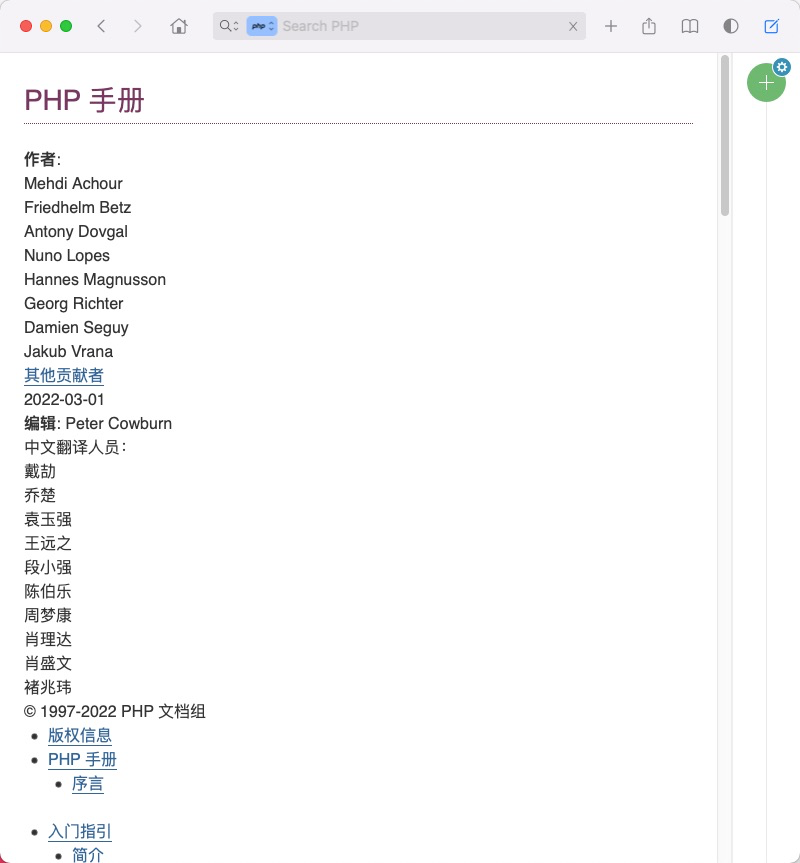 php
Search PHP
PHP 手册
作者:
Mehdi Achour
Friedhelm Betz
Antony Dovgal
Nuno Lopes
Hannes Magnusson
Georg Richter
Damien Seguy
Jakub Vrana
其他贡献者
2022-03-01
编辑: Peter Cowburn
中文翻译人员：
戴劼
乔楚
袁玉强
王远之
段小强
陈伯乐
周梦康
肖理达
肖盛文
褚兆玮
© 1997-2022 PHP 文档组
版权信息
PHP 手册
序言
入门指引
简介